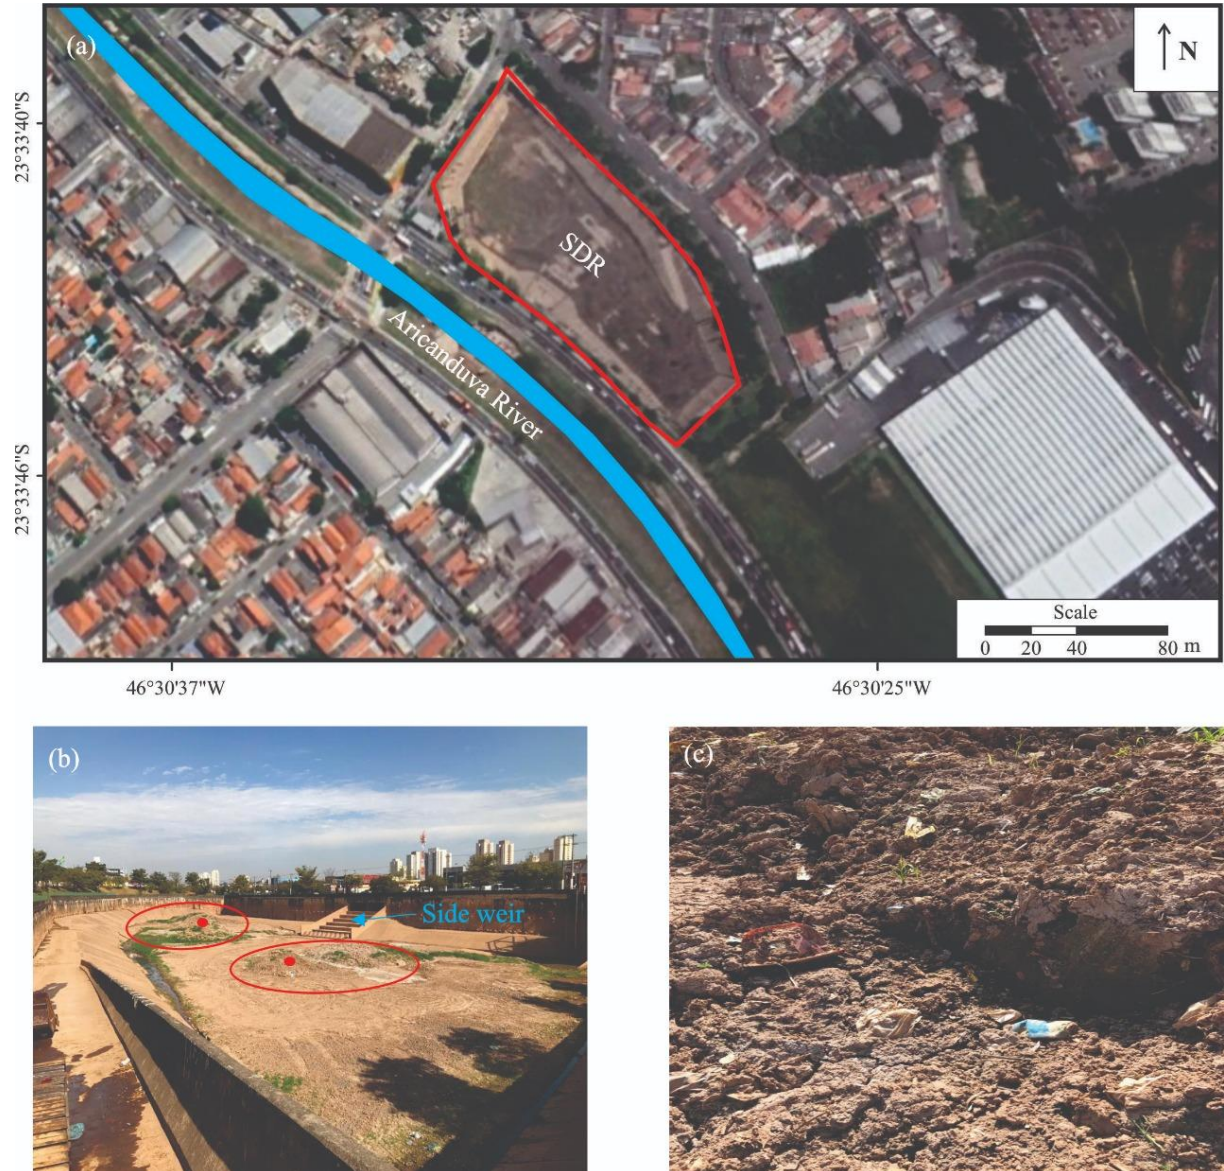 (a)
N
23°33'40"S
SDR
Aricanduva River
23°33'46"S
Scale
0 20 40 80 m
46°30'37"W
46°30'25"W
(b)
Side weir
(c)